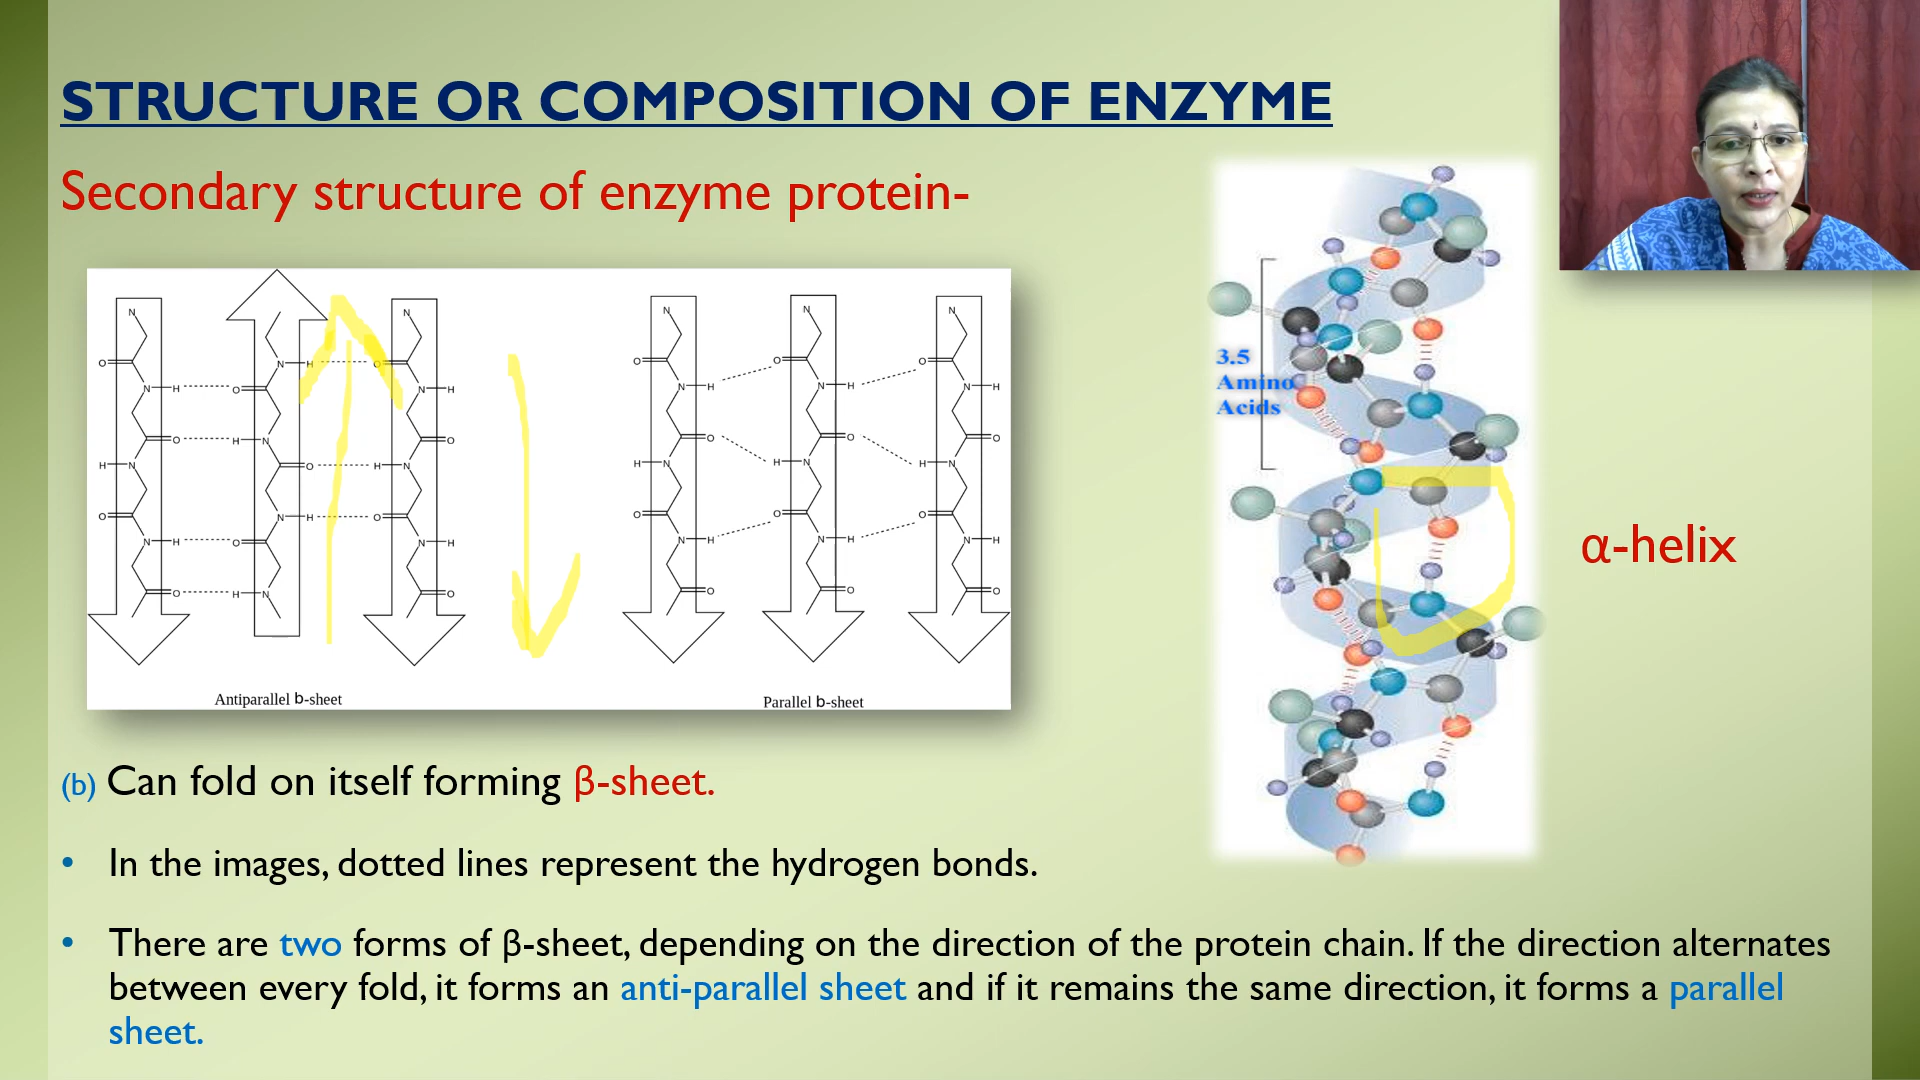 STRUCTURE OR COMPOSITION OF ENZYME
Secondary structure of enzyme protein-
N
N
N
N
N
O
N
H
O
O
N
H
H
N
O
N
H
O
O
N
H
O
H
N
N
H
O
H
N
O
N
H
O
H
N
O
N
H
O
H
N
O
N
H
O
O
N
H
O
H
N
O
N
H
O
O
N
H
O
H
N
O
N
H
O
O
N
H
O
H
N
O
N
H
O
Antiparallel b-sheet
Parallel b-sheet
3.5
Amino
Acids
α-helix
(b) Can fold on itself forming β-sheet.
• In the images, dotted lines represent the hydrogen bonds.
• There are two forms of β-sheet, depending on the direction of the protein chain. If the direction alternates
between every fold, it forms an anti-parallel sheet and if it remains the same direction, it forms a parallel
sheet.